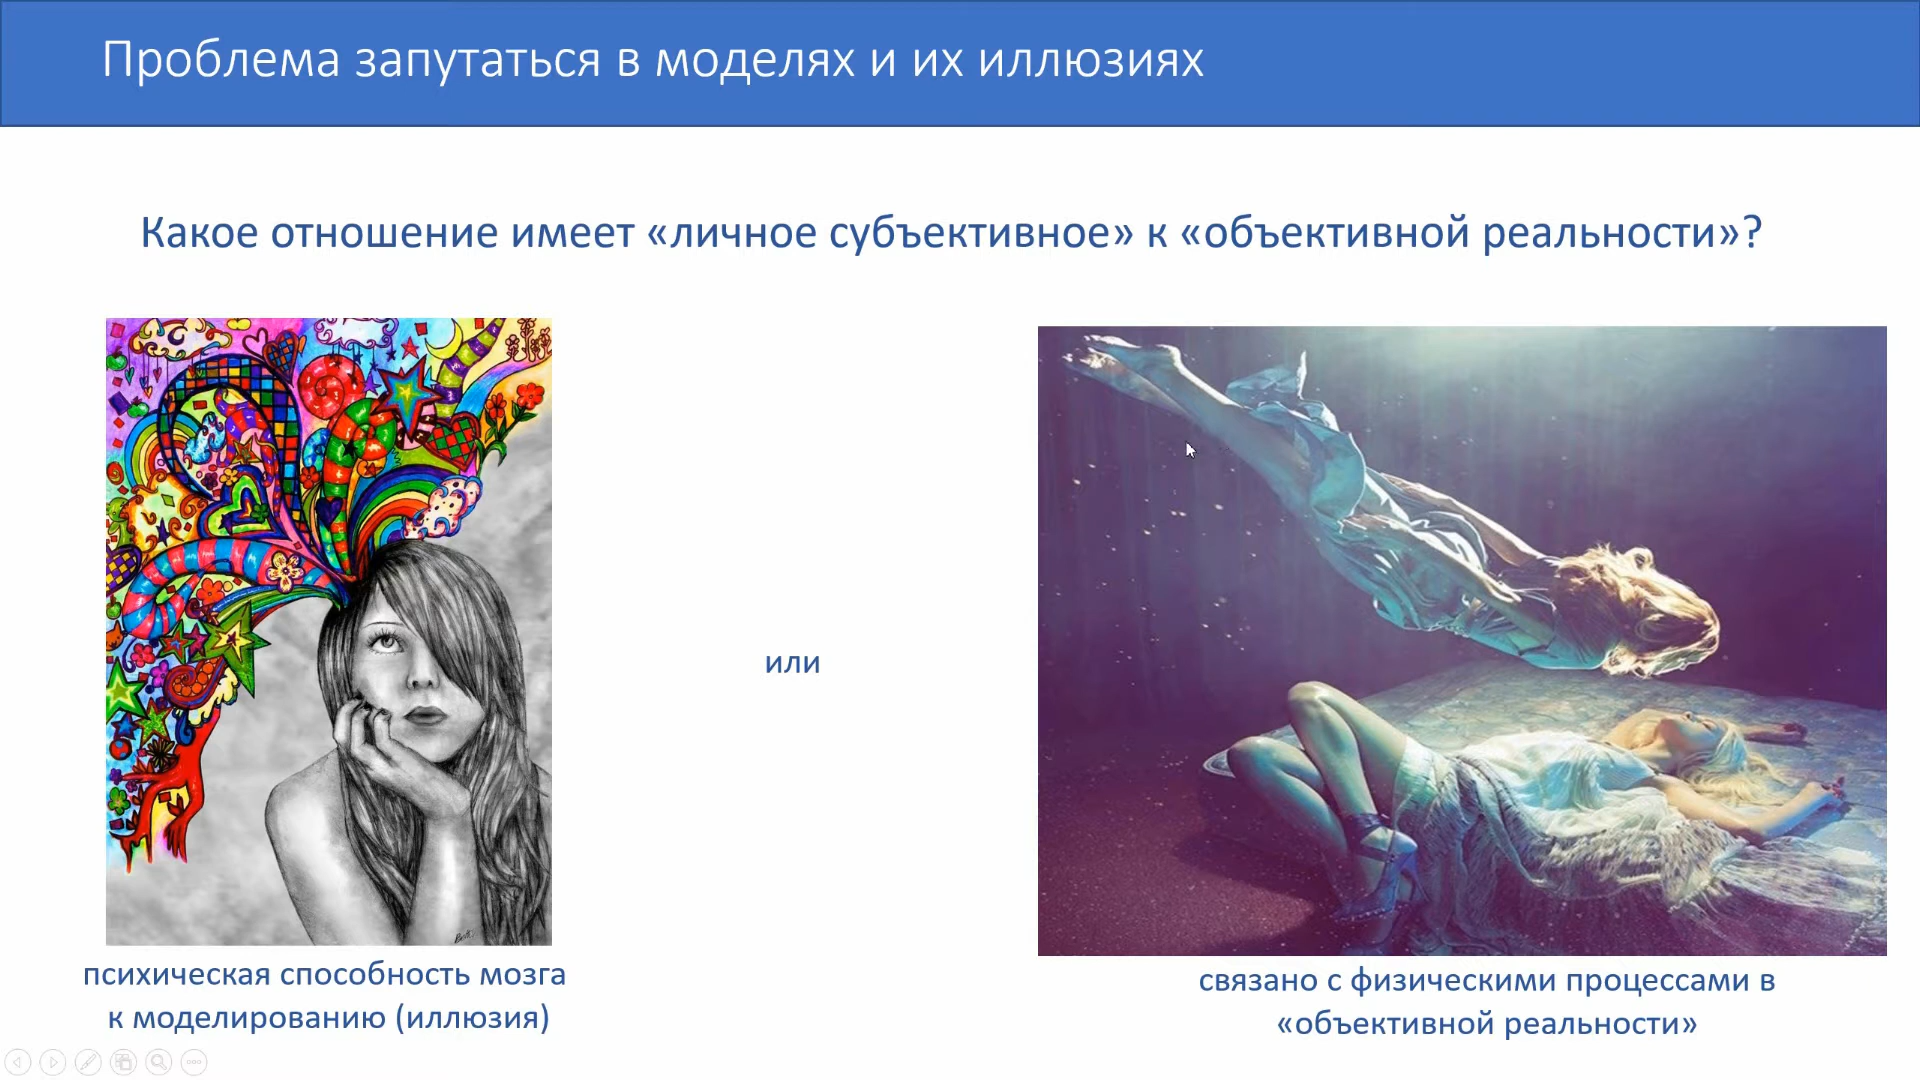 Проблема запутаться в моделях и их иллюзиях
Какое отношение имеет «личное субъективное» к «объективной реальности»?
или
психическая способность мозга
к моделированию (иллюзия)
связано с физическими процессами в
«объективной реальности»